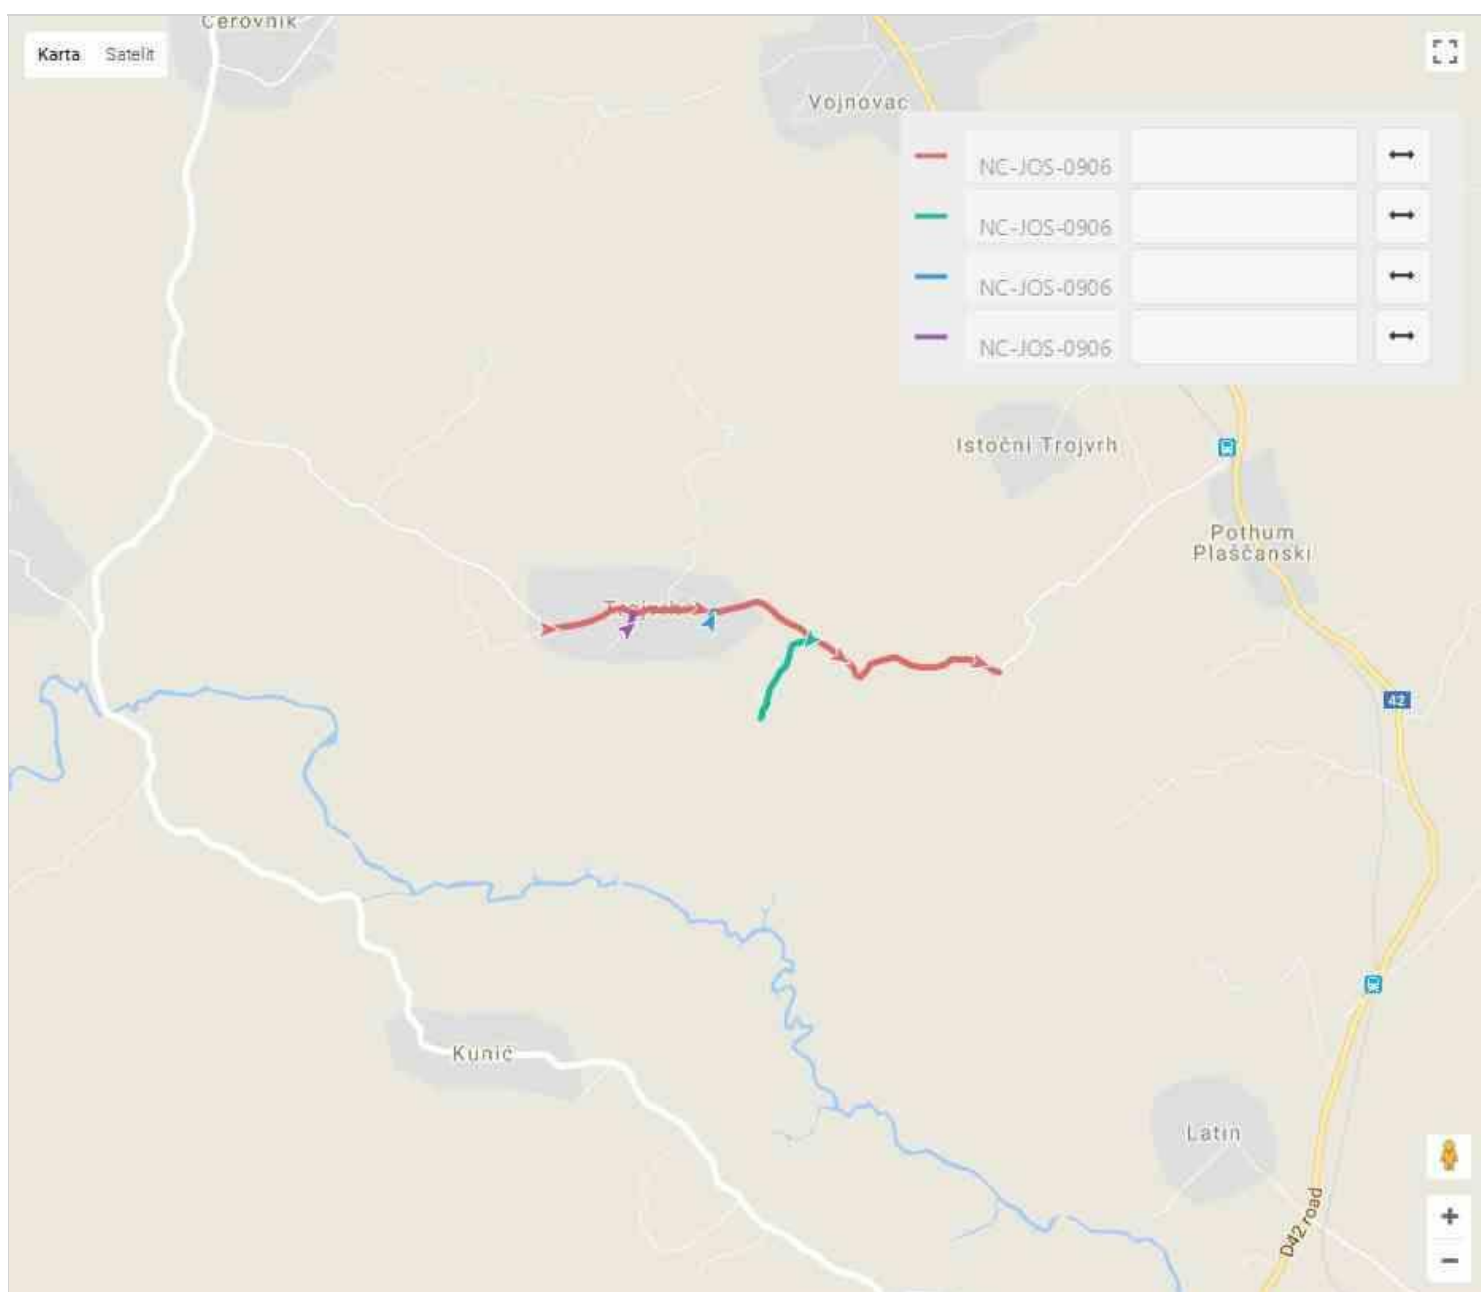 Cerovnik
Karta Satelit
Vojnovac
NC-JOS-0906
NC-JOS-0906
NC-JOS-0906
NC-JOS-0906
Istočni Trojvrh
Pothum
Plaščanski
42
Kunić
Latin
D42 road